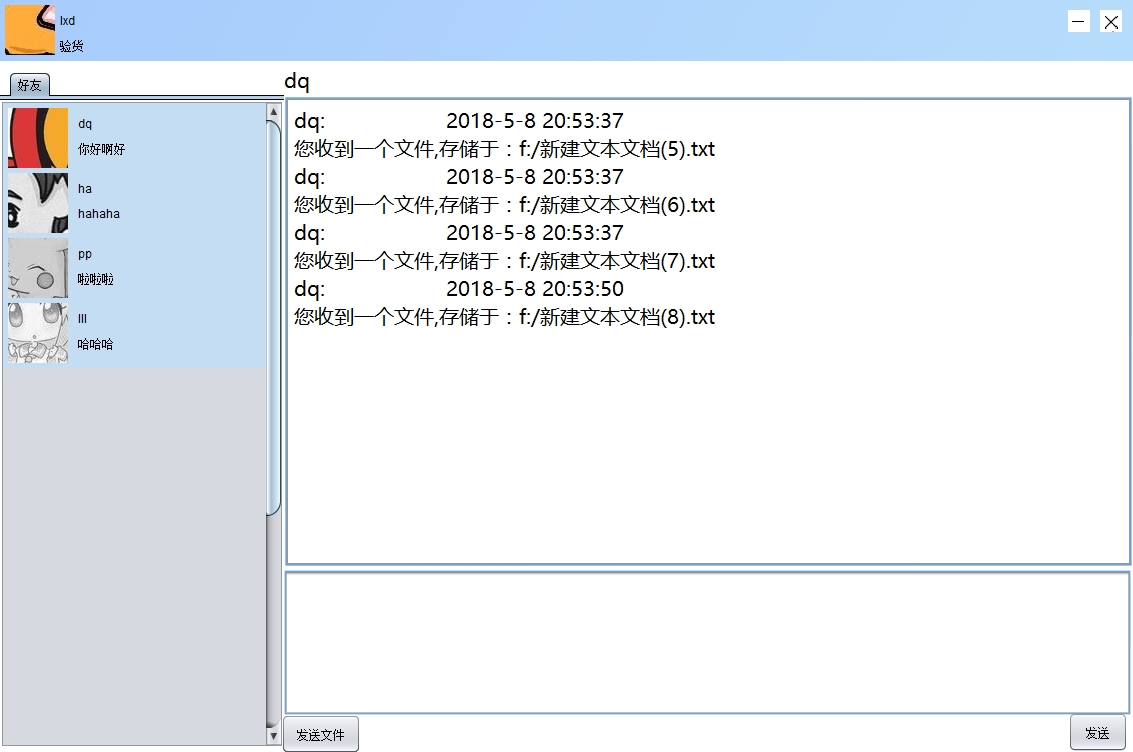 lxd
验货
好友
dq
你好啊好
ha
hahaha
pp
啦啦啦
lll
哈哈哈
dq
dq: 2018-5-8 20:53:37
您收到一个文件,存储于：f:/新建文本文档(5).txt
dq: 2018-5-8 20:53:37
您收到一个文件,存储于：f:/新建文本文档(6).txt
dq: 2018-5-8 20:53:37
您收到一个文件,存储于：f:/新建文本文档(7).txt
dq: 2018-5-8 20:53:50
您收到一个文件,存储于：f:/新建文本文档(8).txt
发送文件
发送